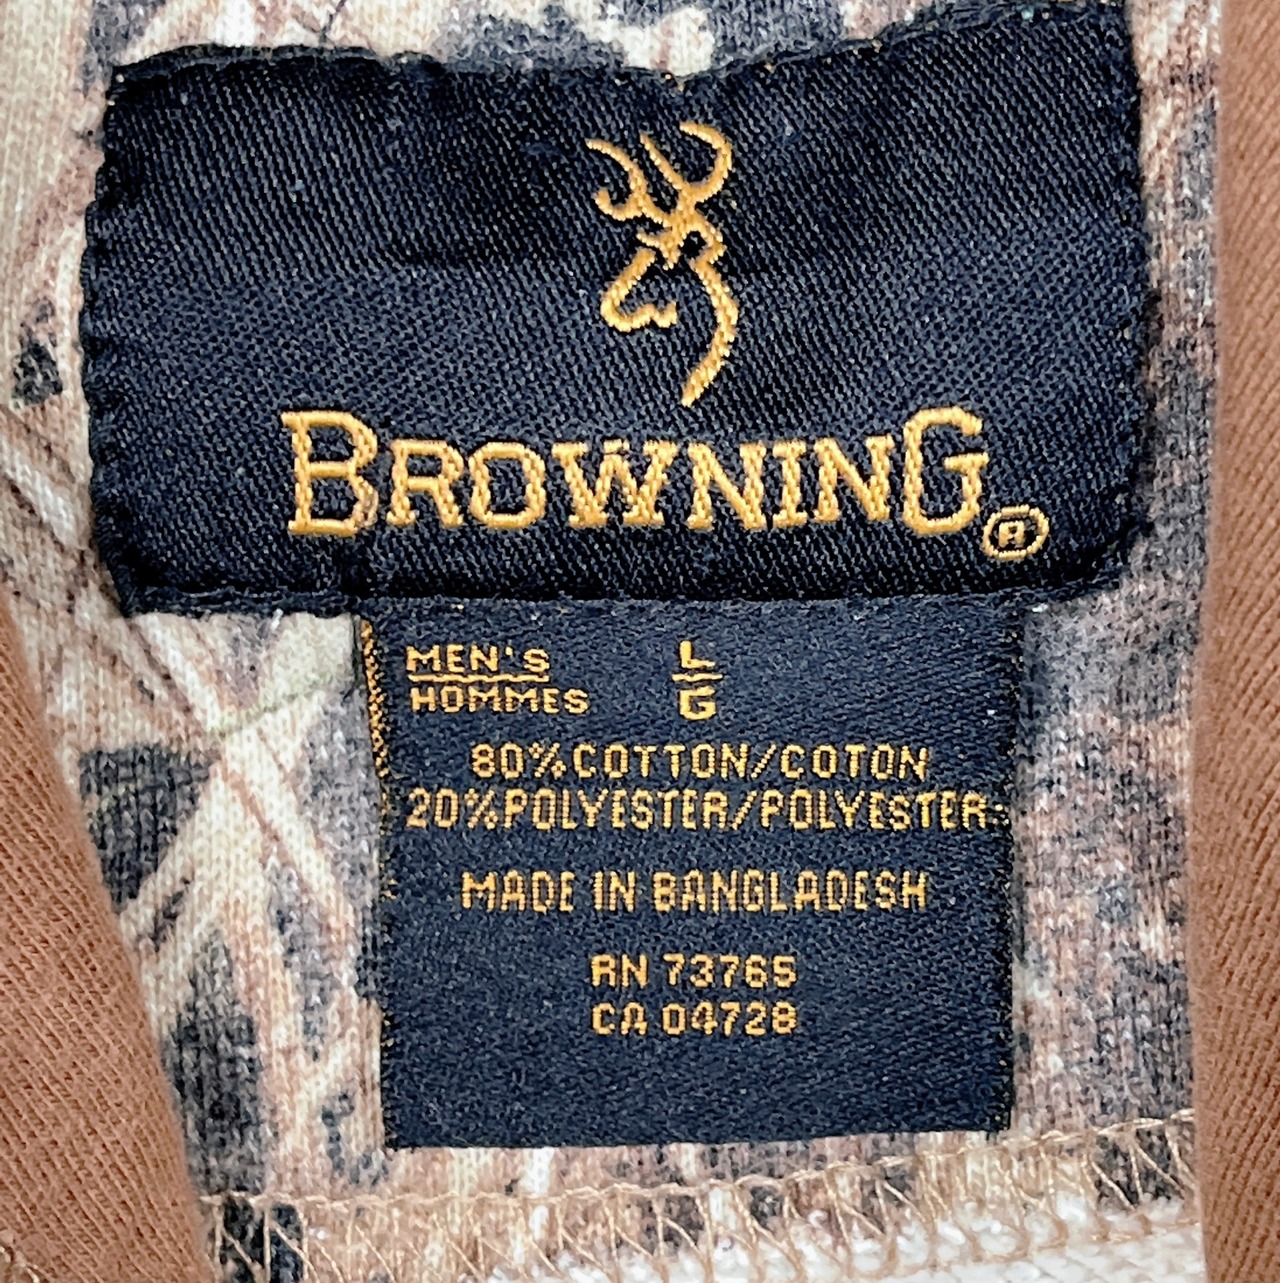 BROWNING®
MEN'S L
HOMMES G
80% COTTON/COTON
20% POLYESTER/POLYESTER
MADE IN BANGLADESH
RN 73765
CA 04728